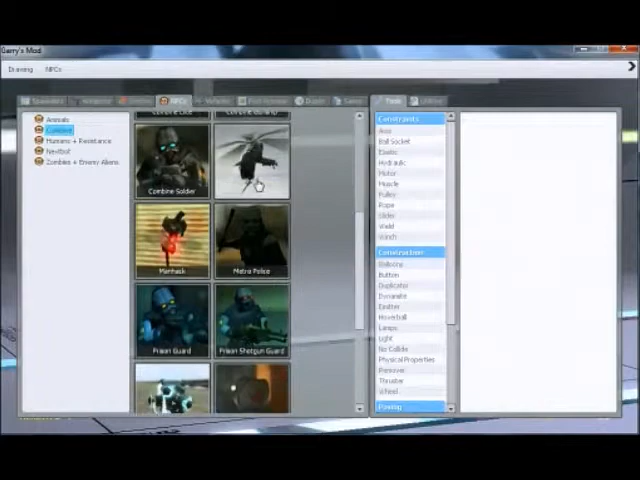 Garry's Mod
Drawing NPCs
NPCs
Tools
Animals
Combine
Humans + Resistance
Nextbot
Zombies + Enemy Aliens
Combine Soldier
Manhack
Metro Police
Prison Guard
Prison Shotgun Guard
Constraints
Axis
Ball Socket
Elastic
Hydraulic
Motor
Muscle
Pulley
Rope
Slider
Weld
Winch
Construction
Balloons
Button
Duplicator
Dynamite
Emitter
Hoverball
Lamps
Light
No Collide
Physical Properties
Remover
Thruster
Wheel
Posing